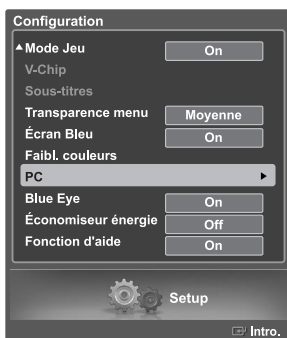 Configuration
Mode Jeu On
V-Chip
Sous-titres
Transparence menu Moyenne
Écran Bleu On
Faibl. couleurs
PC
Blue Eye On
Économiseur énergie Off
Fonction d'aide On
Setup
Intro.